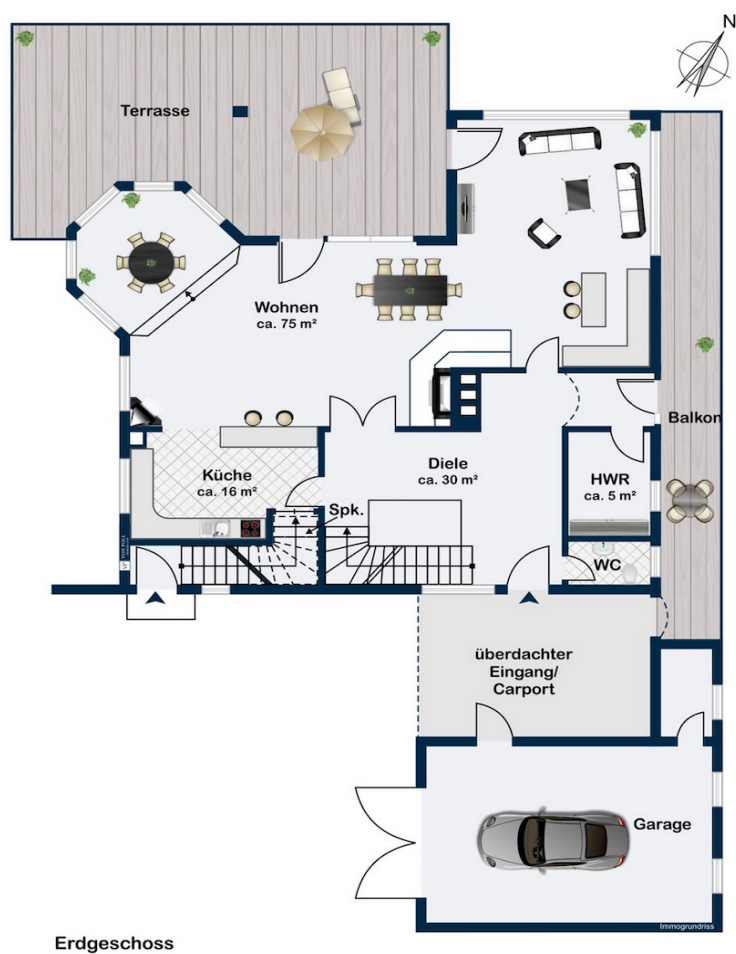 N
Terrasse
Wohnen
ca. 75 m²
Balkon
Küche
ca. 16 m²
Diele
ca. 30 m²
HWR
ca. 5 m²
Spk.
WC
überdachter
Eingang/
Carport
Garage
Immogrundriss
Erdgeschoss